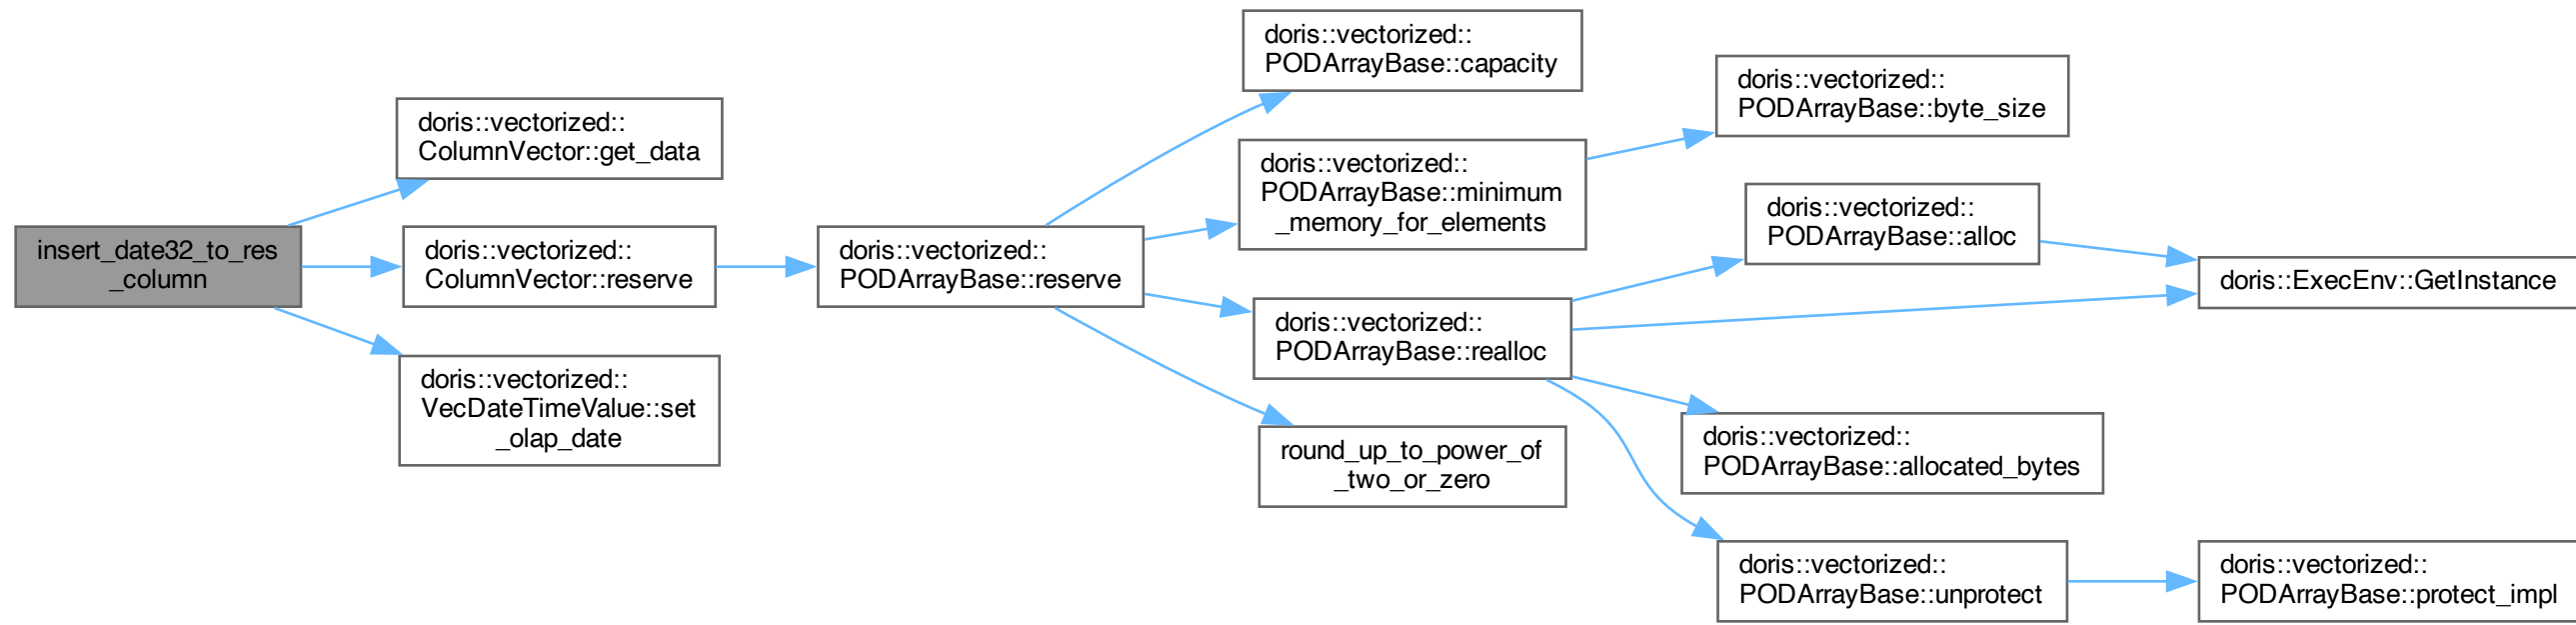 insert_date32_to_res
_column
doris::vectorized::
ColumnVector::get_data
doris::vectorized::
ColumnVector::reserve
doris::vectorized::
VecDateTimeValue::set
_olap_date
doris::vectorized::
PODArrayBase::reserve
doris::vectorized::
PODArrayBase::capacity
doris::vectorized::
PODArrayBase::minimum
_memory_for_elements
doris::vectorized::
PODArrayBase::realloc
round_up_to_power_of
_two_or_zero
doris::vectorized::
PODArrayBase::byte_size
doris::vectorized::
PODArrayBase::alloc
doris::vectorized::
PODArrayBase::allocated_bytes
doris::vectorized::
PODArrayBase::unprotect
doris::ExecEnv::GetInstance
doris::vectorized::
PODArrayBase::protect_impl